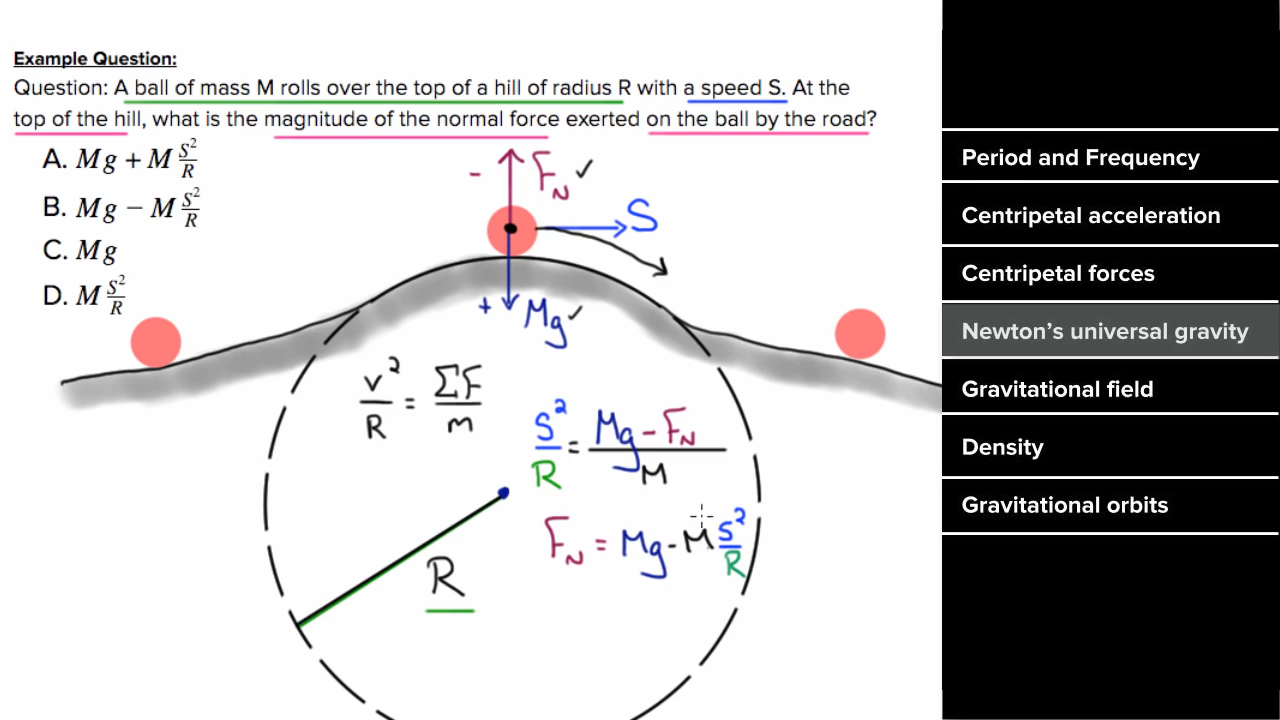 Example Question:
Question: A ball of mass M rolls over the top of a hill of radius R with a speed S. At the
top of the hill, what is the magnitude of the normal force exerted on the ball by the road?
A. Mg + M S²/R
B. Mg − M S²/R
C. Mg
D. M S²/R
- F_N ✓
S
+ Mg ✓
v²/R = ΣF/m
S²/R = (Mg - F_N)/M
F_N = Mg - M S²/R
R
Period and Frequency
Centripetal acceleration
Centripetal forces
Newton’s universal gravity
Gravitational field
Density
Gravitational orbits